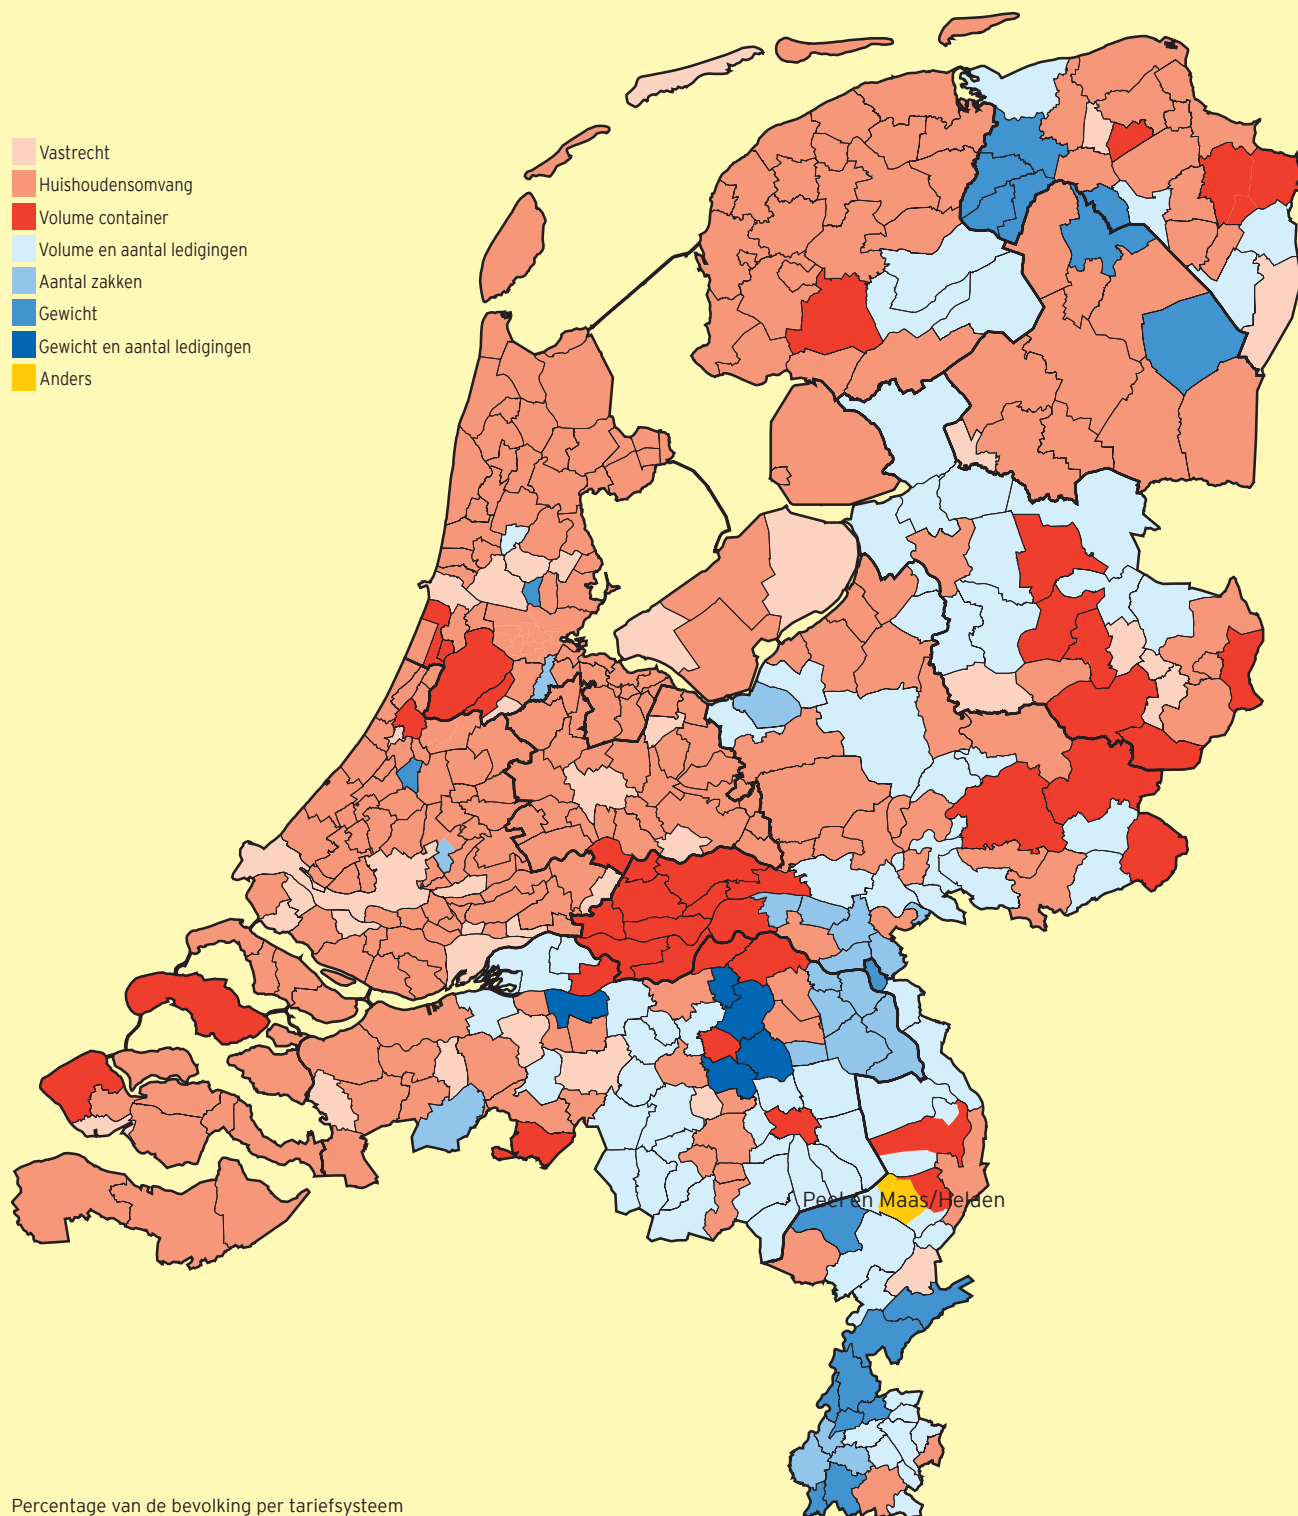 Vastrecht
Huishoudensomvang
Volume container
Volume en aantal ledigingen
Aantal zakken
Gewicht
Gewicht en aantal ledigingen
Anders
Peel en Maas/Helden
Percentage van de bevolking per tariefsysteem